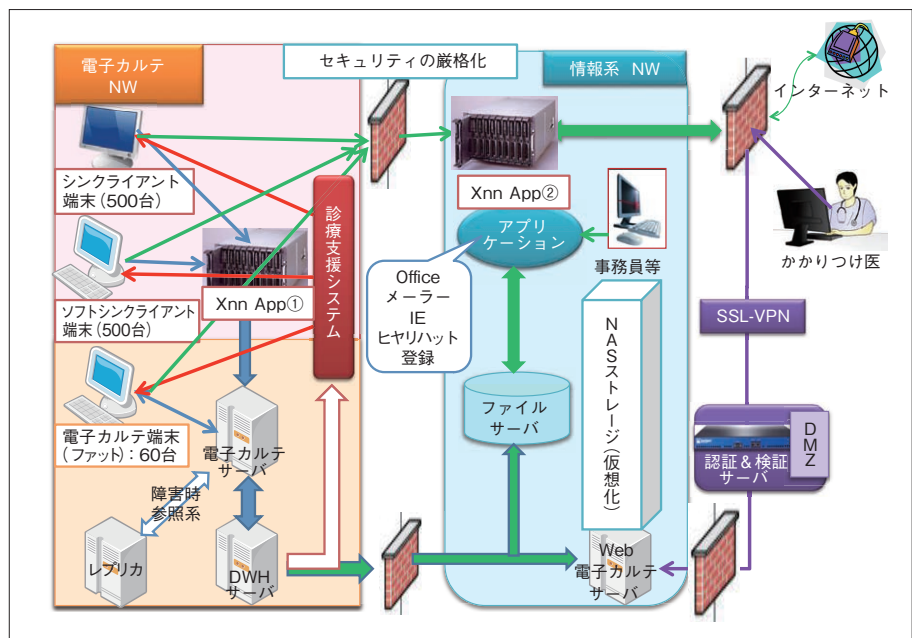 電子カルテ
NW
セキュリティの厳格化
情報系 NW
インターネット
シンクライアント
端末(500台)
Xnn App①
ソフトシンクライアント
端末(500台)
診療支援システム
電子カルテ端末
(ファット):60台
電子カルテ
サーバ
障害時
参照系
レプリカ
DWH
サーバ
Xnn App②
アプリ
ケーション
事務員等
Office
メーラー
IE
ヒヤリハット
登録
ファイル
サーバ
NASストレージ(仮想化)
Web
電子カルテ
サーバ
かかりつけ医
SSL-VPN
DMZ
認証&検証
サーバ